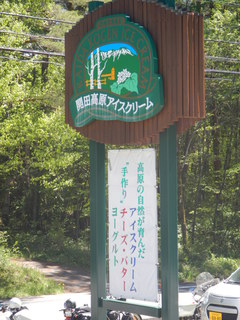 開田高原アイスクリーム
高原の自然が育んだ
アイスクリーム
"手作り"チーズ・バター
ヨーグルト